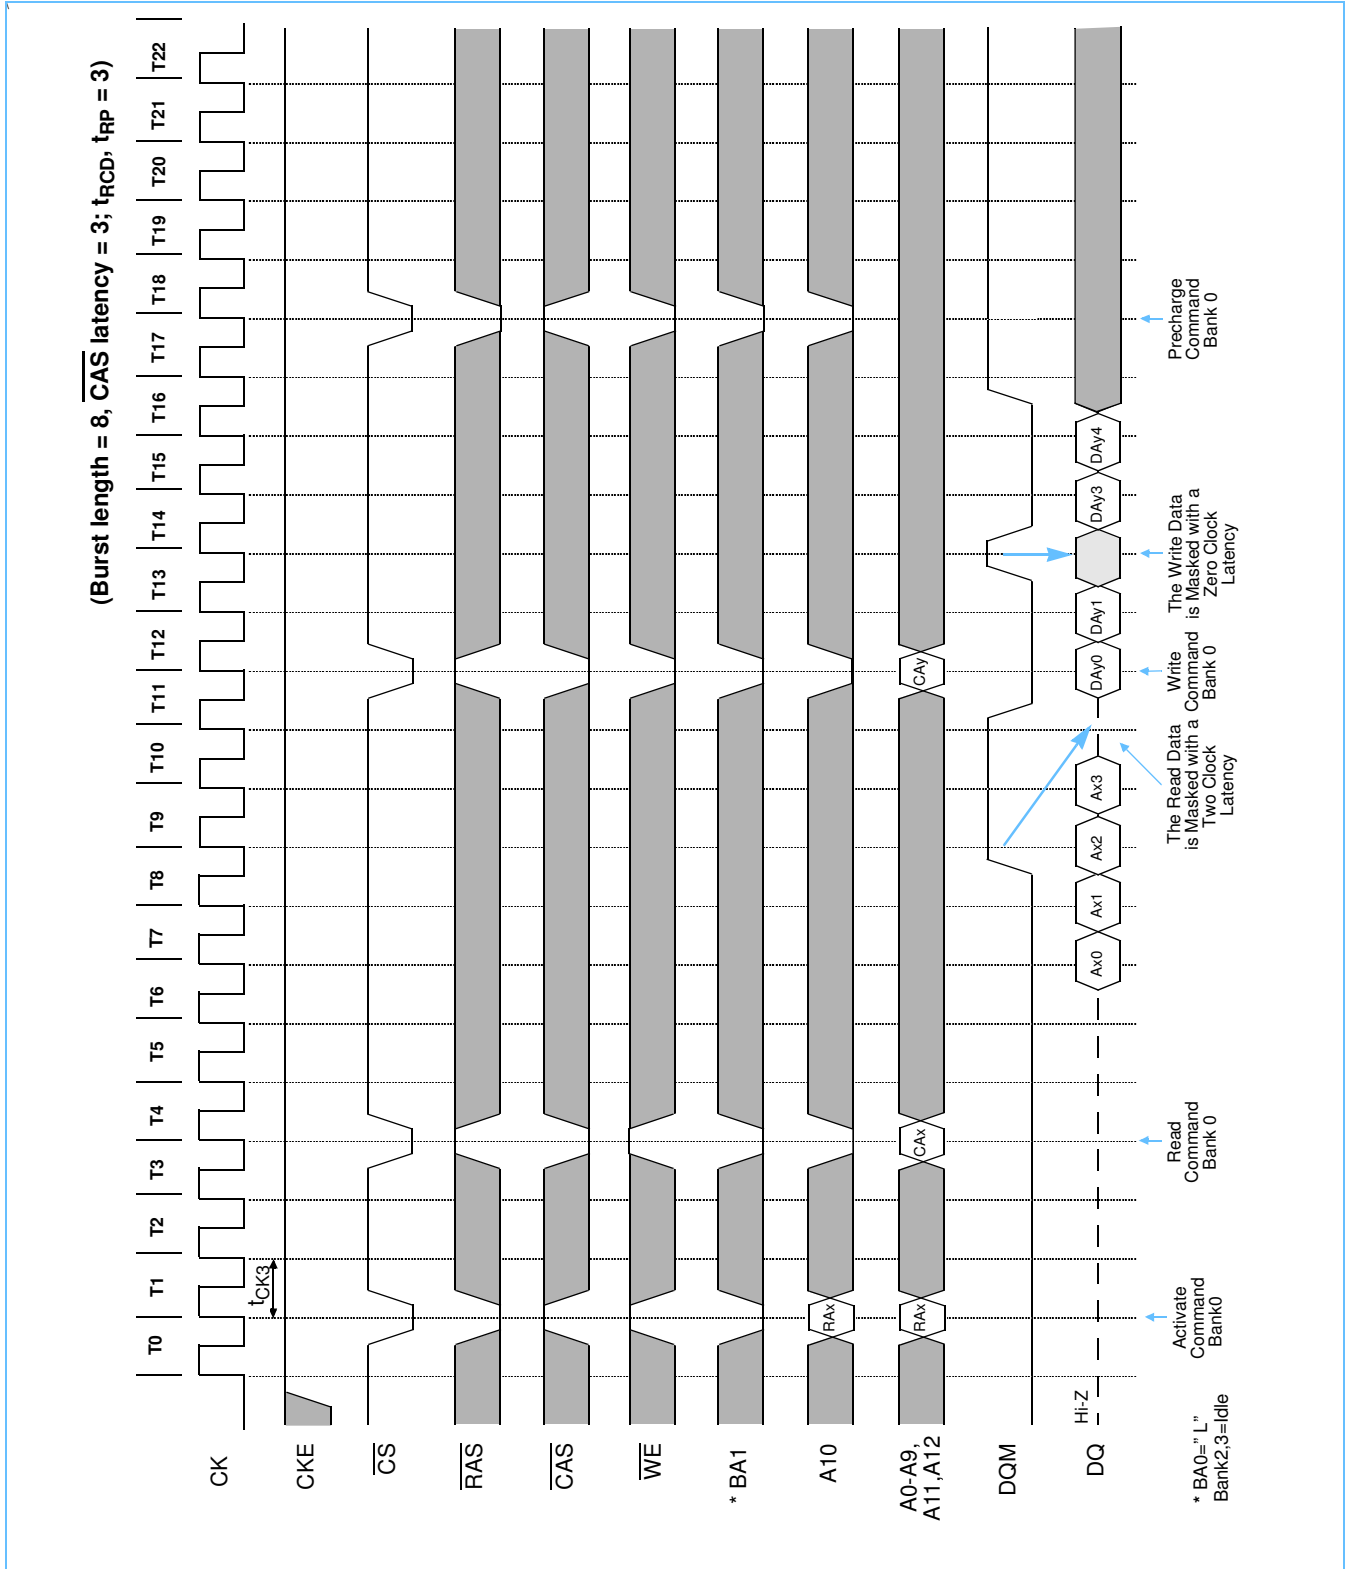 (Burst length = 8, CAS latency = 3; tRCD, tRP = 3)
T0 T1 T2 T3 T4 T5 T6 T7 T8 T9 T10 T11 T12 T13 T14 T15 T16 T17 T18 T19 T20 T21 T22
CK
tCK3
CKE
CS
RAS
CAS
WE
* BA1
A10
RAx
A0-A9,
A11,A12
RAx CAx CAy
DQM
DQ
Hi-Z
Ax0 Ax1 Ax2 Ax3 DAy0 DAy1 DAy3 DAy4
* BA0=" L"
Bank2,3=Idle
Activate
Command
Bank0
Read
Command
Bank 0
The Read Data
is Masked with a
Two Clock
Latency
Write
Command
Bank 0
The Write Data
is Masked with a
Zero Clock
Latency
Precharge
Command
Bank 0